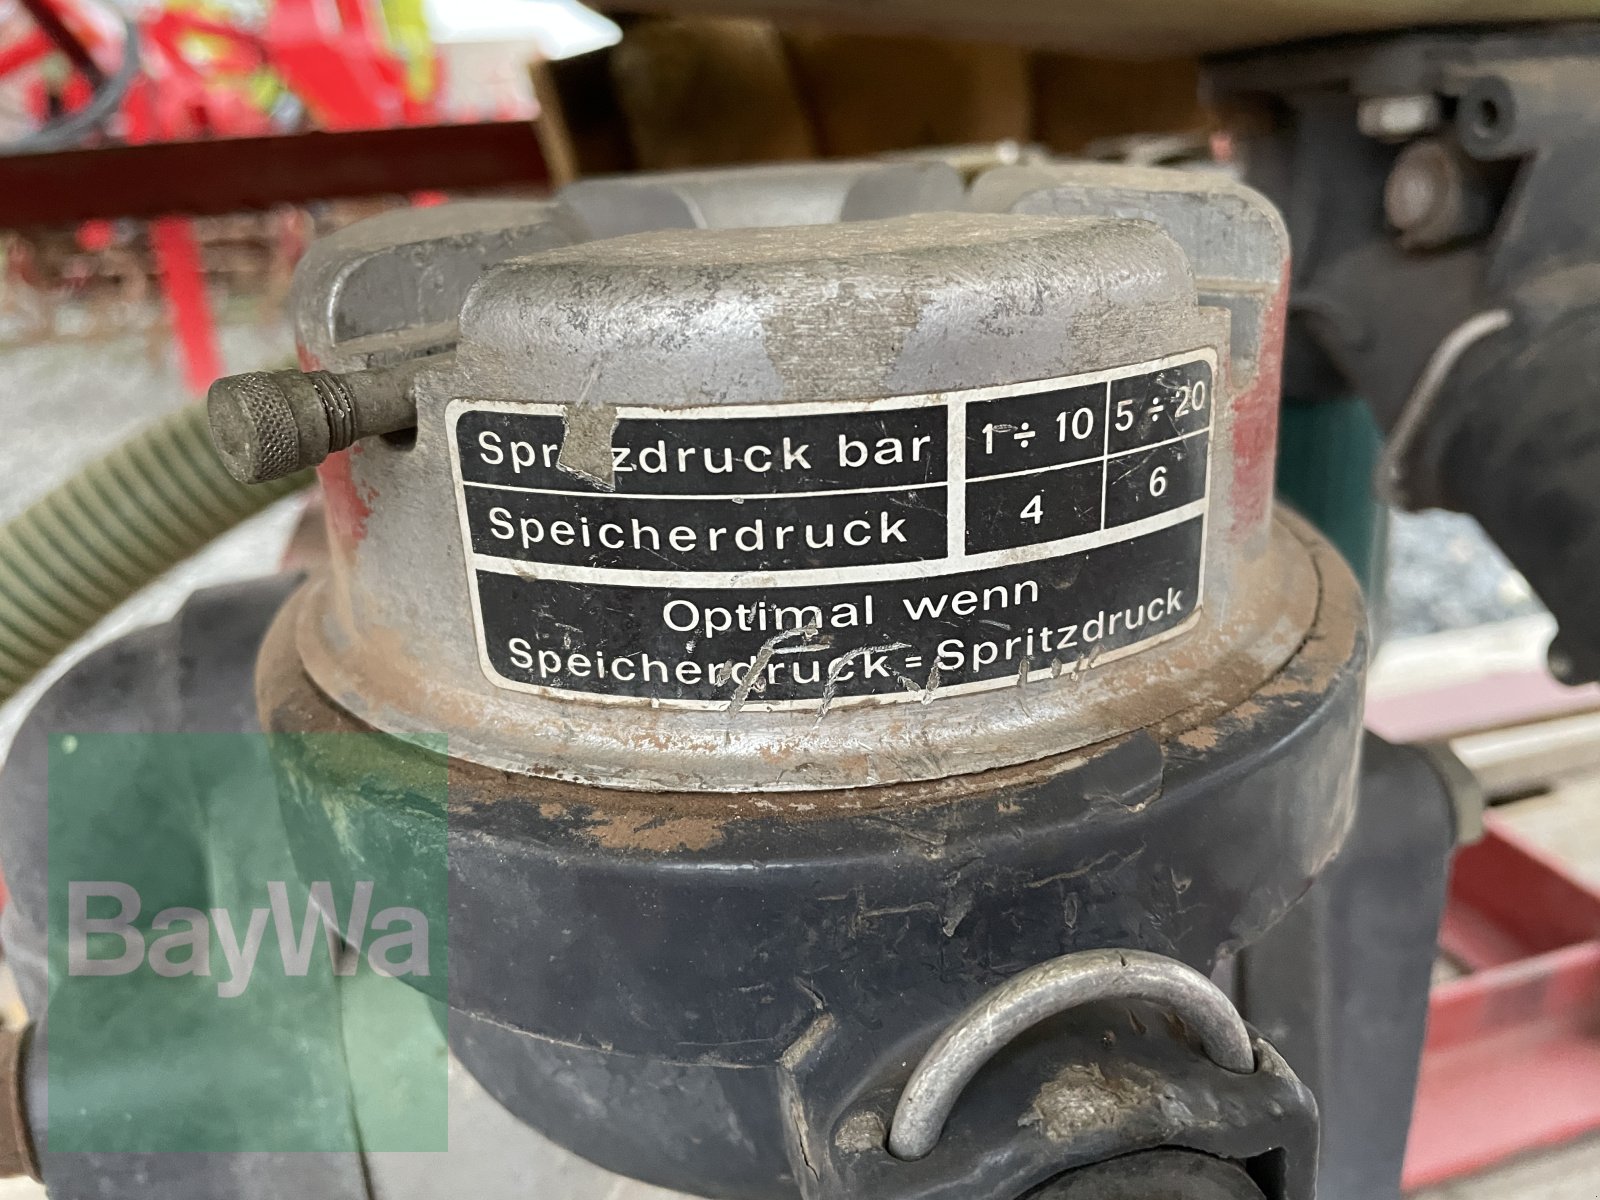 Spr zdruck bar 1 ÷ 10 5 ÷ 20
Speicherdruck 4 6
Optimal wenn
Speicherdruck = Spritzdruck
BayWa